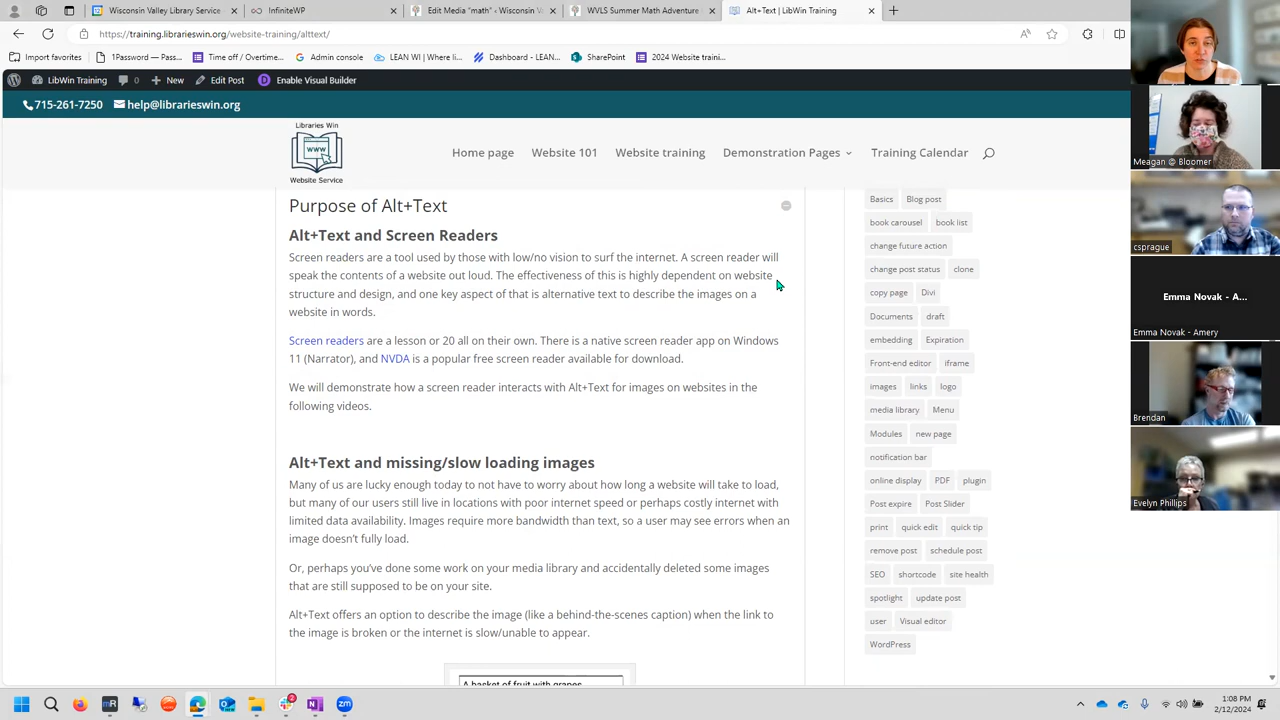 Wisconsin Valley Library Service
InfiniteWP
Edit Media "math" ‹ Wisconsin V
WVLS Summer Math Adventure
Alt+Text | LibWin Training
https://training.librarieswin.org/website-training/alttext/
Import favorites
1Password — Pass...
Time off / Overtime...
Admin console
LEAN WI | Where li...
Dashboard - LEAN...
SharePoint
2024 Website traini...
LibWin Training
0
New
Edit Post
Enable Visual Builder
715-261-7250
help@librarieswin.org
Libraries Win
WWW
Website Service
Home page
Website 101
Website training
Demonstration Pages
Training Calendar
Purpose of Alt+Text
Alt+Text and Screen Readers
Screen readers are a tool used by those with low/no vision to surf the internet. A screen reader will
speak the contents of a website out loud. The effectiveness of this is highly dependent on website
structure and design, and one key aspect of that is alternative text to describe the images on a
website in words.
Screen readers are a lesson or 20 all on their own. There is a native screen reader app on Windows
11 (Narrator), and NVDA is a popular free screen reader available for download.
We will demonstrate how a screen reader interacts with Alt+Text for images on websites in the
following videos.
Alt+Text and missing/slow loading images
Many of us are lucky enough today to not have to worry about how long a website will take to load,
but many of our users still live in locations with poor internet speed or perhaps costly internet with
limited data availability. Images require more bandwidth than text, so a user may see errors when an
image doesn't fully load.
Or, perhaps you've done some work on your media library and accidentally deleted some images
that are still supposed to be on your site.
Alt+Text offers an option to describe the image (like a behind-the-scenes caption) when the link to
the image is broken or the internet is slow/unable to appear.
A basket of fruit with grapes
Basics
Blog post
book carousel
book list
change future action
change post status
clone
copy page
Divi
Documents
draft
embedding
Expiration
Front-end editor
iframe
images
links
logo
media library
Menu
Modules
new page
notification bar
online display
PDF
plugin
Post expire
Post Slider
print
quick edit
quick tip
remove post
schedule post
SEO
shortcode
site health
spotlight
update post
user
Visual editor
WordPress
Meagan @ Bloomer
csprague
Emma Novak - A...
Emma Novak - Amery
Brendan
Evelyn Phillips
2
1:08 PM
2/12/2024